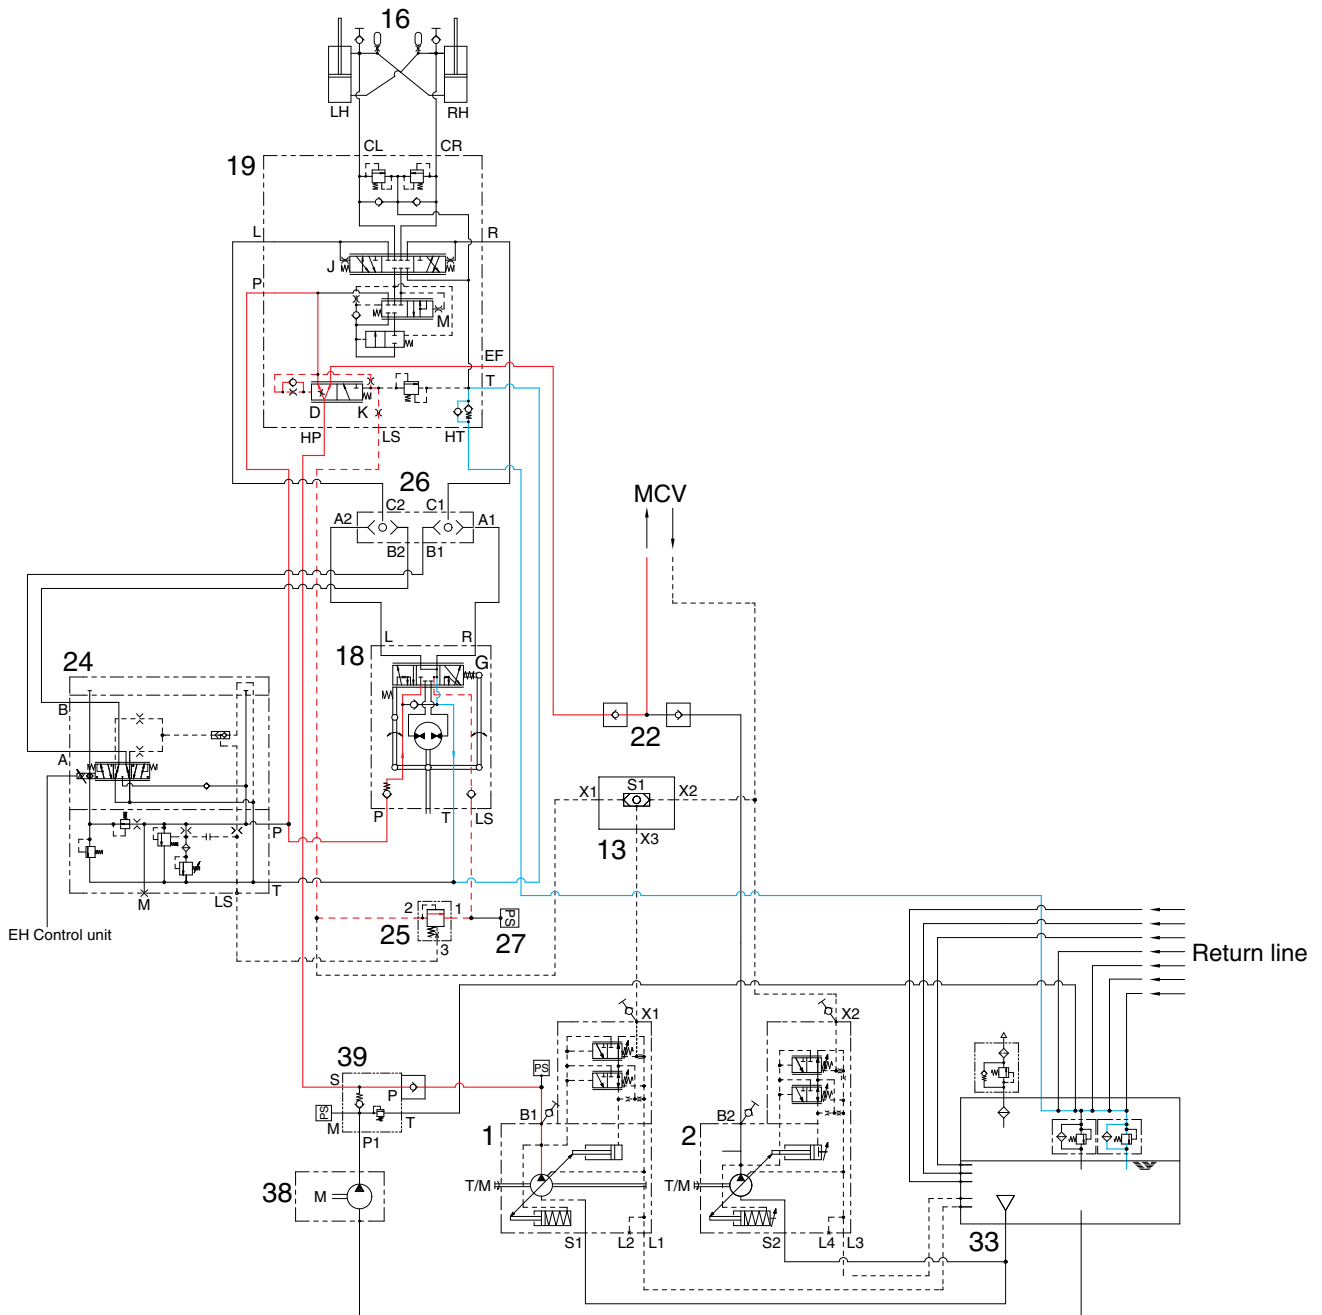 16
LH
RH
CL
CR
19
L
R
J
P
M
EF
T
D
K
HP
LS
HT
26
MCV
C2
C1
A2
A1
B2
B1
L
R
18
G
24
B
A
22
S1
X1
X2
P
T
LS
P
X3
13
T
M
LS
2
1
PS
25
27
3
EH Control unit
Return line
X1
X2
39
S
PS
P
PS
M
T
B1
B2
P1
1
2
38
M
T/M
T/M
S1
L2
L1
S2
L4
L3
33